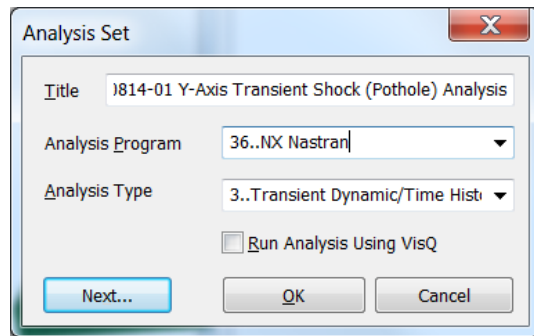 Analysis Set
Title )814-01 Y-Axis Transient Shock (Pothole) Analysis
Analysis Program 36..NX Nastran
Analysis Type 3..Transient Dynamic/Time Histo
Run Analysis Using VisQ
Next... OK Cancel